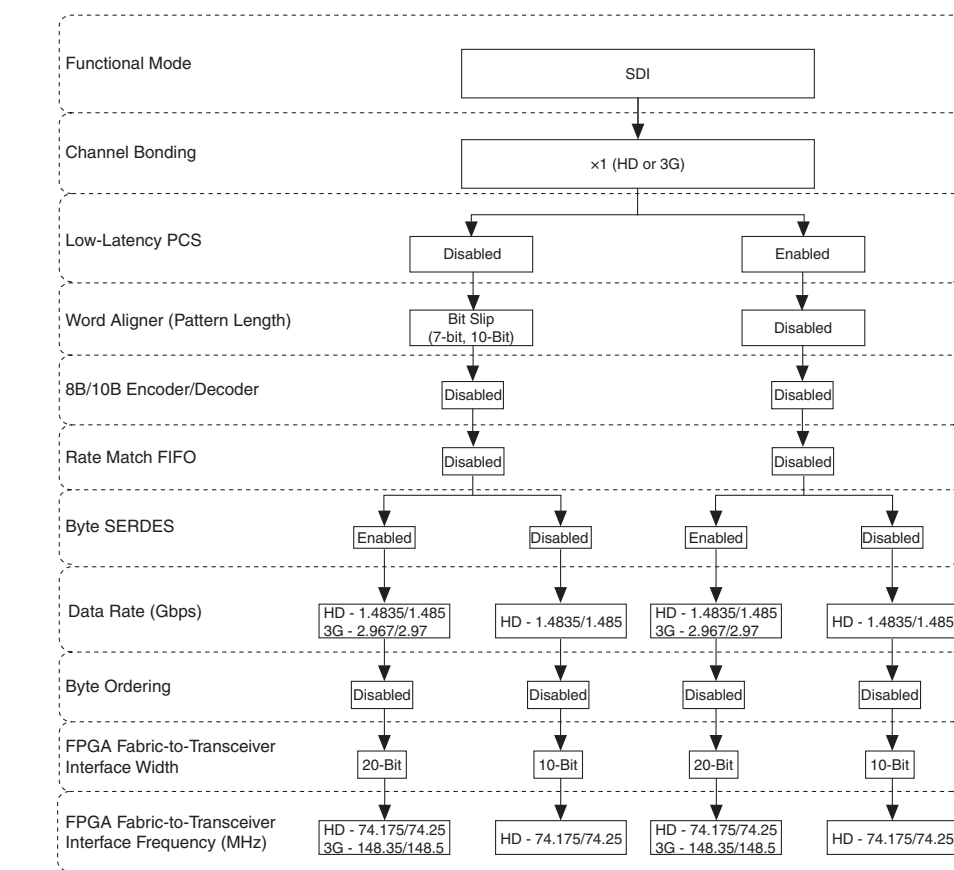 Functional Mode
SDI
Channel Bonding
×1 (HD or 3G)
Low-Latency PCS
Disabled
Enabled
Word Aligner (Pattern Length)
Bit Slip
(7-bit, 10-Bit)
Disabled
8B/10B Encoder/Decoder
Disabled
Disabled
Rate Match FIFO
Disabled
Disabled
Byte SERDES
Enabled
Disabled
Enabled
Disabled
Data Rate (Gbps)
HD - 1.4835/1.485
3G - 2.967/2.97
HD - 1.4835/1.485
HD - 1.4835/1.485
3G - 2.967/2.97
HD - 1.4835/1.485
Byte Ordering
Disabled
Disabled
Disabled
Disabled
FPGA Fabric-to-Transceiver
Interface Width
20-Bit
10-Bit
20-Bit
10-Bit
FPGA Fabric-to-Transceiver
Interface Frequency (MHz)
HD - 74.175/74.25
3G - 148.35/148.5
HD - 74.175/74.25
HD - 74.175/74.25
3G - 148.35/148.5
HD - 74.175/74.25